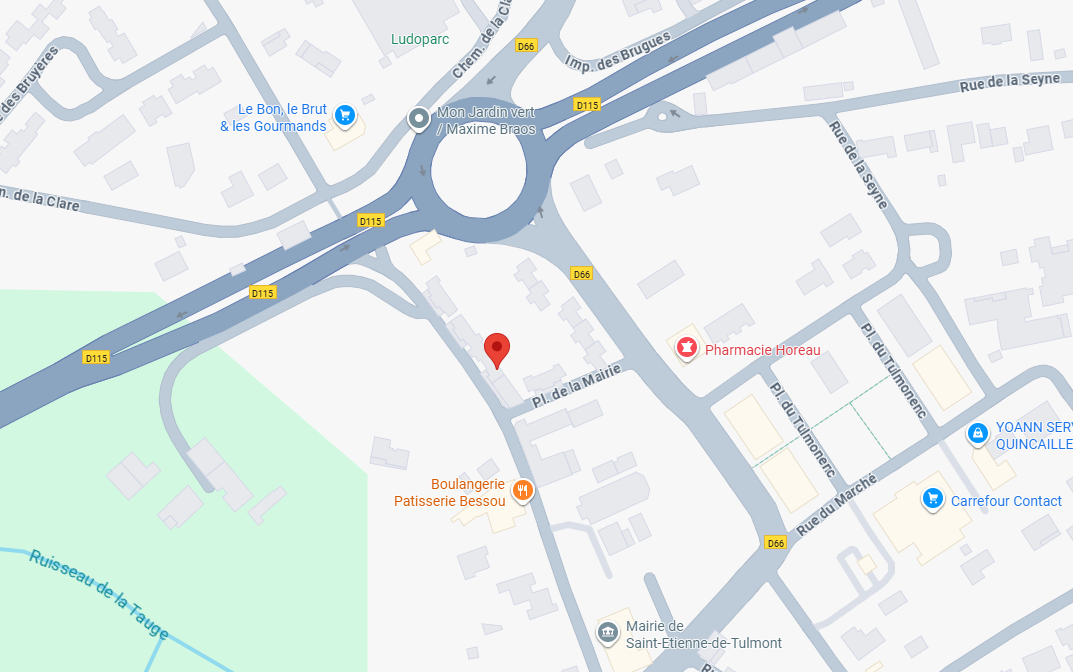 Ludoparc
Chem. de la Cla
D66
Imp. des Brugues
D115
Rue de la Seyne
des Bruyères
Le Bon, le Brut
& les Gourmands
Mon Jardin vert
/ Maxime Braos
Rue de la Seyne
n. de la Clare
D115
D66
D115
D115
Pharmacie Horeau
Pl. de la Mairie
Pl. du Tulmonenc
Pl. du Tulmonenc
YOANN SER
QUINCAILLE
Boulangerie
Patisserie Bessou
Rue du Marché
Carrefour Contact
D66
Ruisseau de la Tauge
Mairie de
Saint-Etienne-de-Tulmont